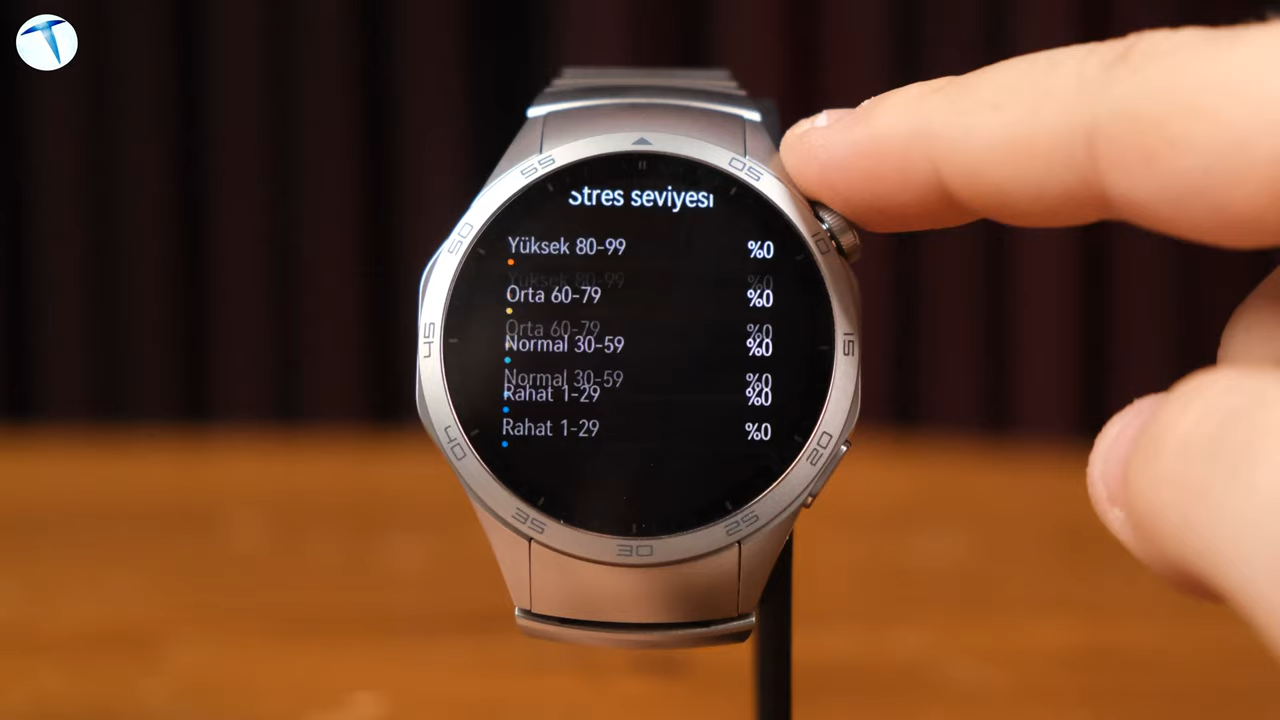 Stres seviyesi
Yüksek 80-99 %0
Yüksek 80-99 %0
Orta 60-79 %0
Orta 60-79 %0
Normal 30-59 %0
Normal 30-59 %0
Rahat 1-29 %0
Rahat 1-29 %0
05
10
15
20
25
30
35
40
45
50
55